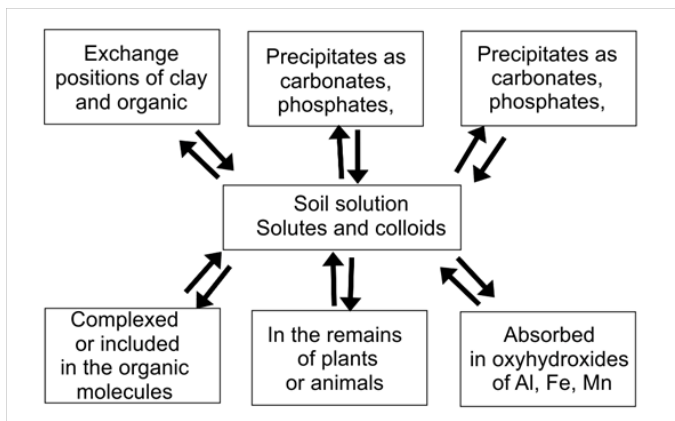 Exchange
positions of clay
and organic
Precipitates as
carbonates,
phosphates,
Precipitates as
carbonates,
phosphates,
Soil solution
Solutes and colloids
Complexed
or included
in the organic
molecules
In the remains
of plants
or animals
Absorbed
in oxyhydroxides
of Al, Fe, Mn